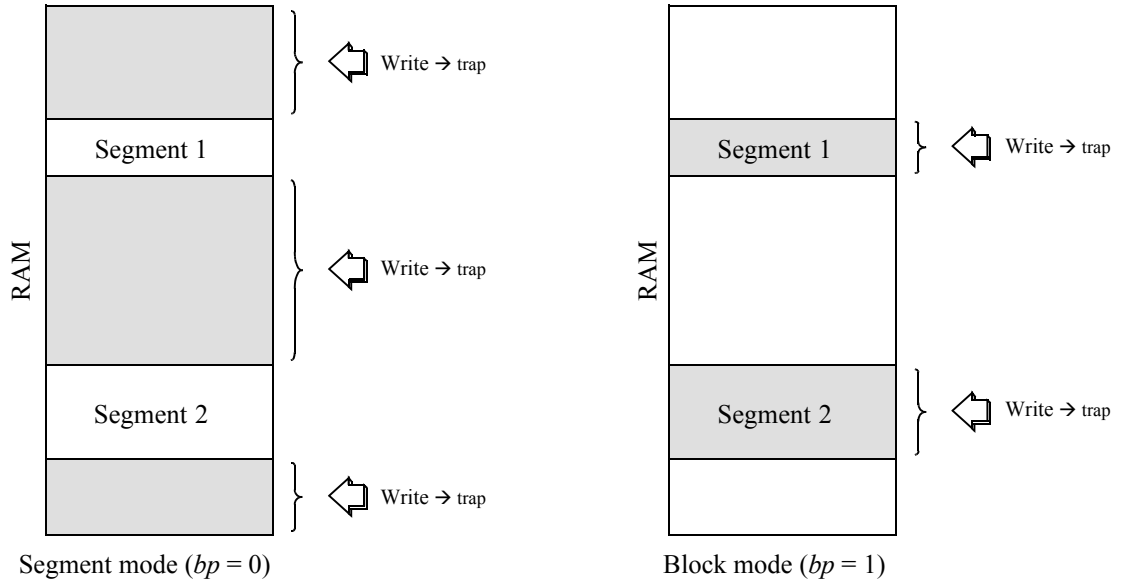 Write → trap
Segment 1
RAM
Write → trap
Segment 2
Write → trap
Segment mode (bp = 0)
Segment 1
Write → trap
RAM
Segment 2
Write → trap
Block mode (bp = 1)